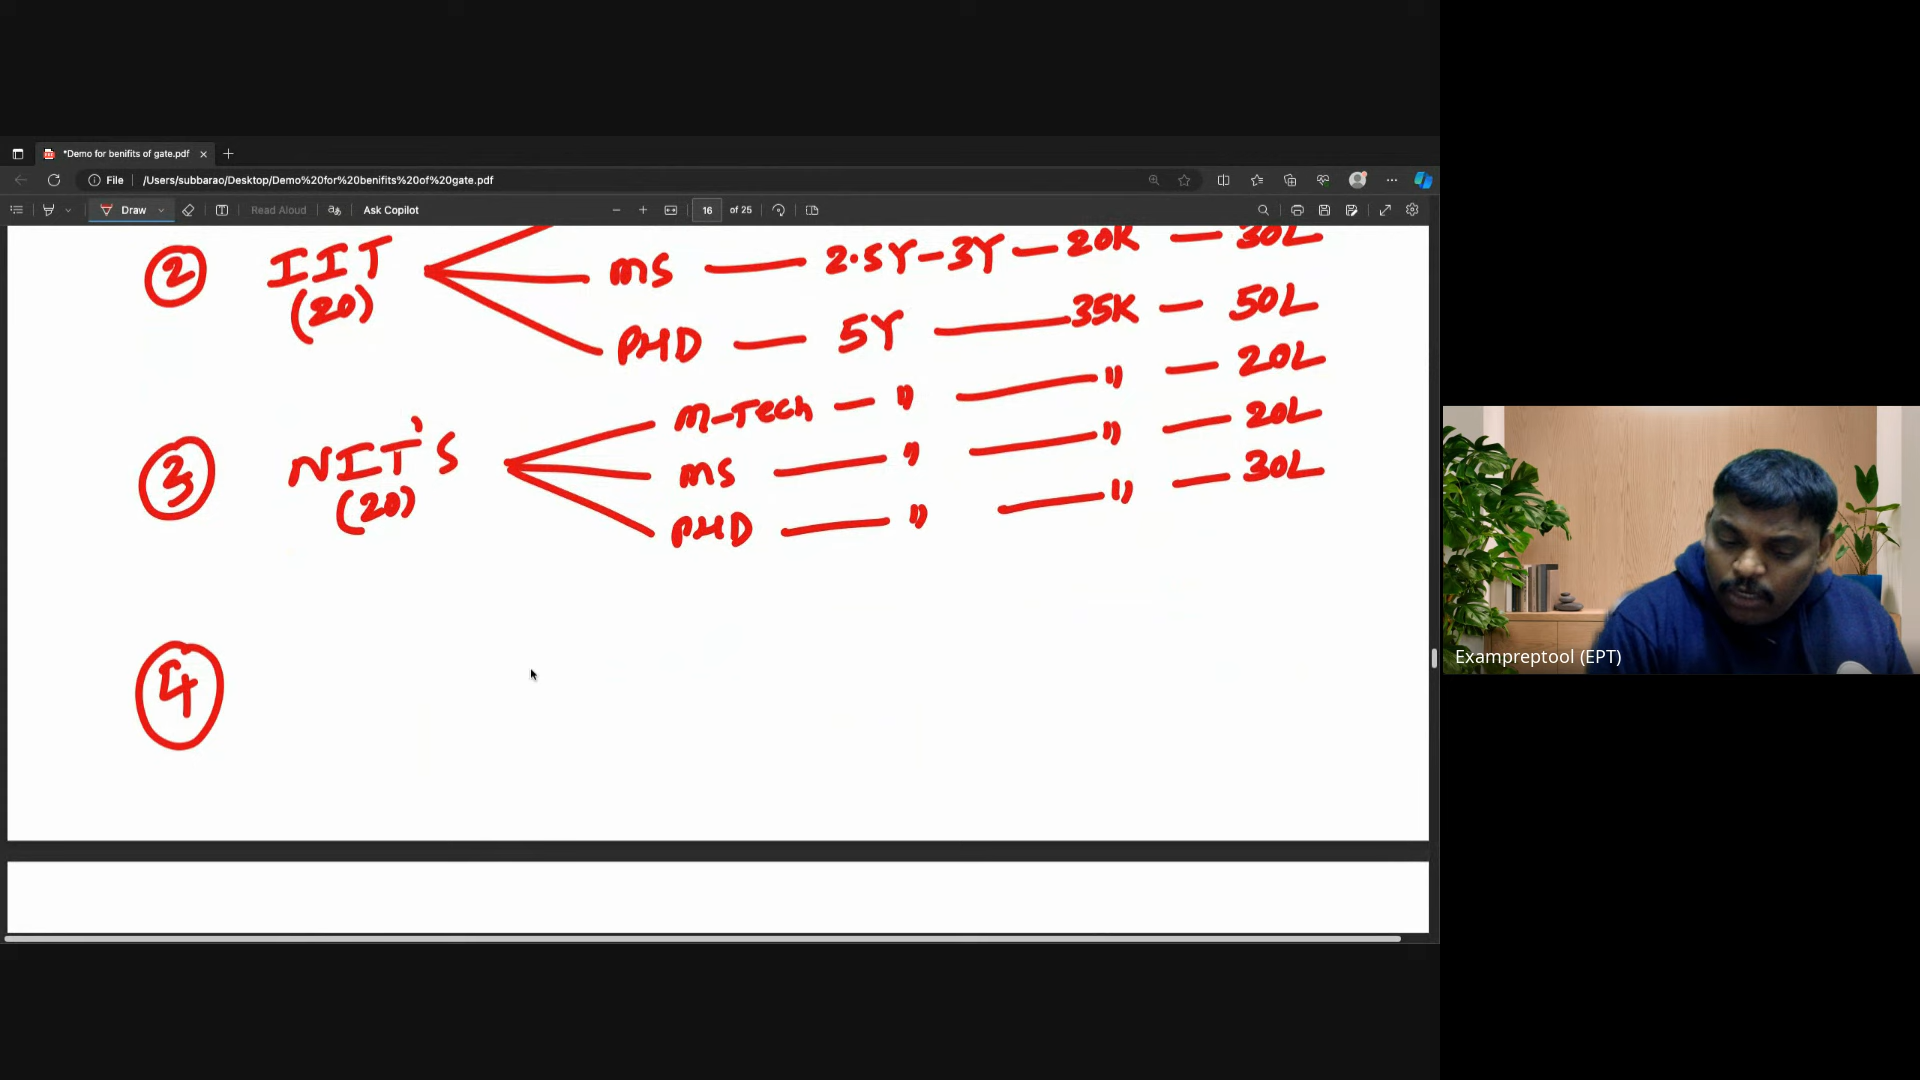 *Demo for benifits of gate.pdf
File /Users/subbarao/Desktop/Demo%20for%20benifits%20of%20gate.pdf
Draw Read Aloud Ask Copilot 16 of 25
2 IIT (20)
MS — 2.5Y-3Y — 20K — 30L
PHD — 5Y — 35K — 50L
3 NIT'S (20)
M-Tech — " — " — 20L
MS — " — " — 20L
PHD — " — " — 30L
4
Exampreptool (EPT)